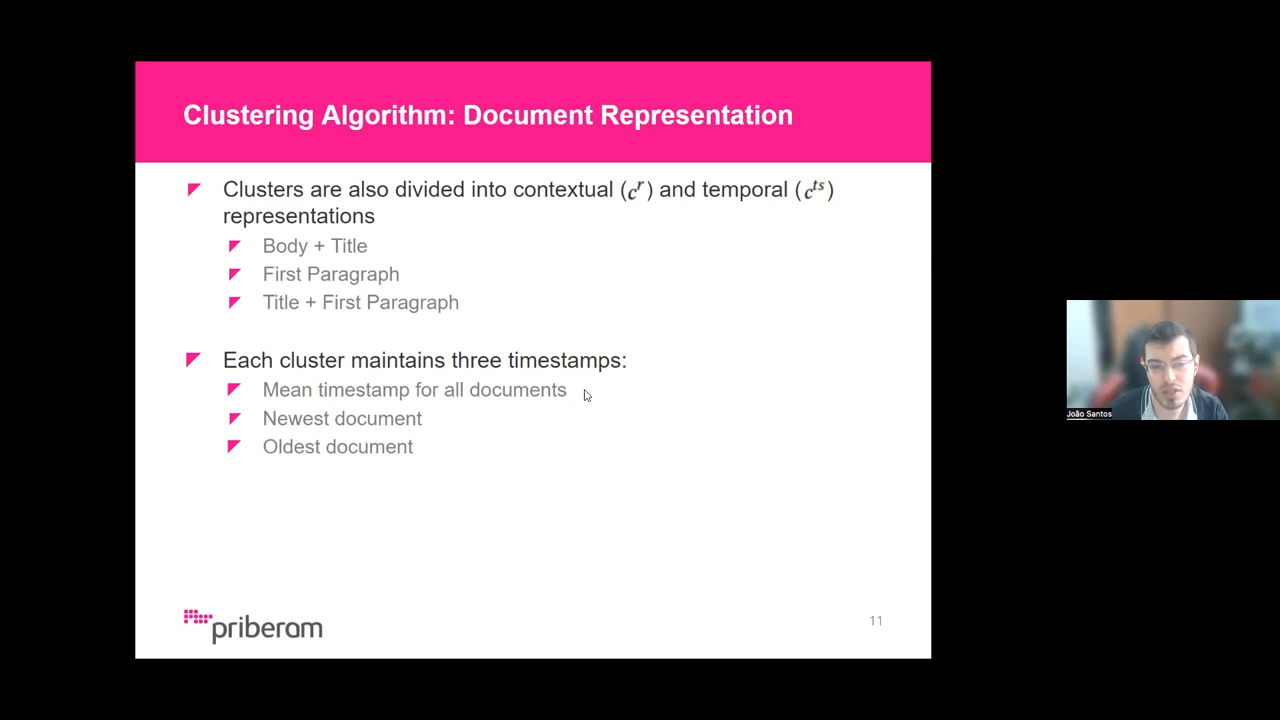 Clustering Algorithm: Document Representation
Clusters are also divided into contextual (c^r) and temporal (c^ts)
representations
Body + Title
First Paragraph
Title + First Paragraph
Each cluster maintains three timestamps:
Mean timestamp for all documents
Newest document
Oldest document
priberam
11
João Santos